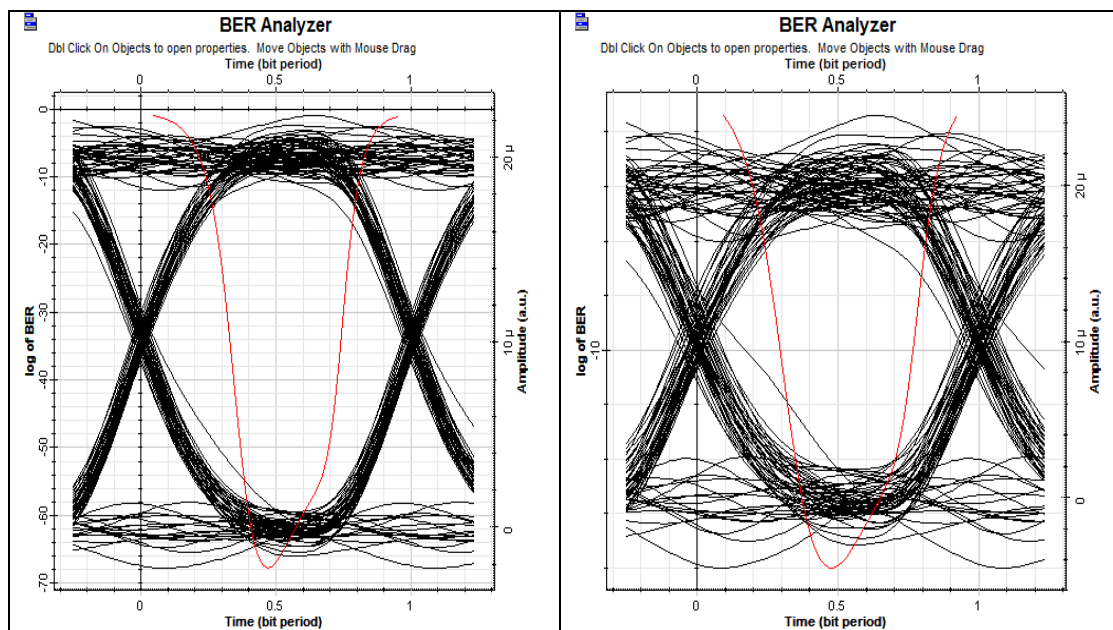 BER Analyzer
Dbl Click On Objects to open properties. Move Objects with Mouse Drag
Time (bit period)
0 0.5 1
0
-10
-20
-30
-40
-50
-60
-70
log of BER
20 µ
10 µ
0
Amplitude (a.u.)
0 0.5 1
Time (bit period)
BER Analyzer
Dbl Click On Objects to open properties. Move Objects with Mouse Drag
Time (bit period)
0 0.5 1
-10
log of BER
20 µ
10 µ
0
Amplitude (a.u.)
0 0.5 1
Time (bit period)